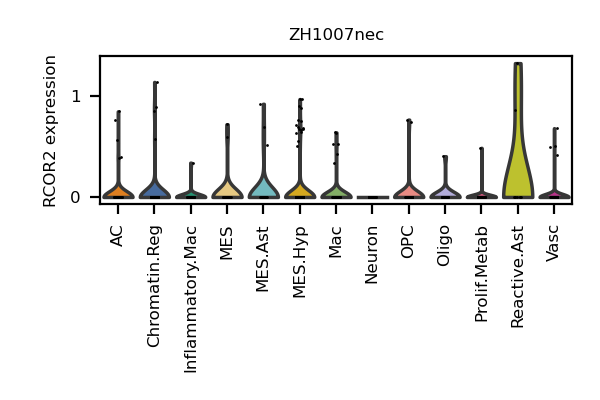 ZH1007nec
RCOR2 expression
1
0
AC
Chromatin.Reg
Inflammatory.Mac
MES
MES.Ast
MES.Hyp
Mac
Neuron
OPC
Oligo
Prolif.Metab
Reactive.Ast
Vasc